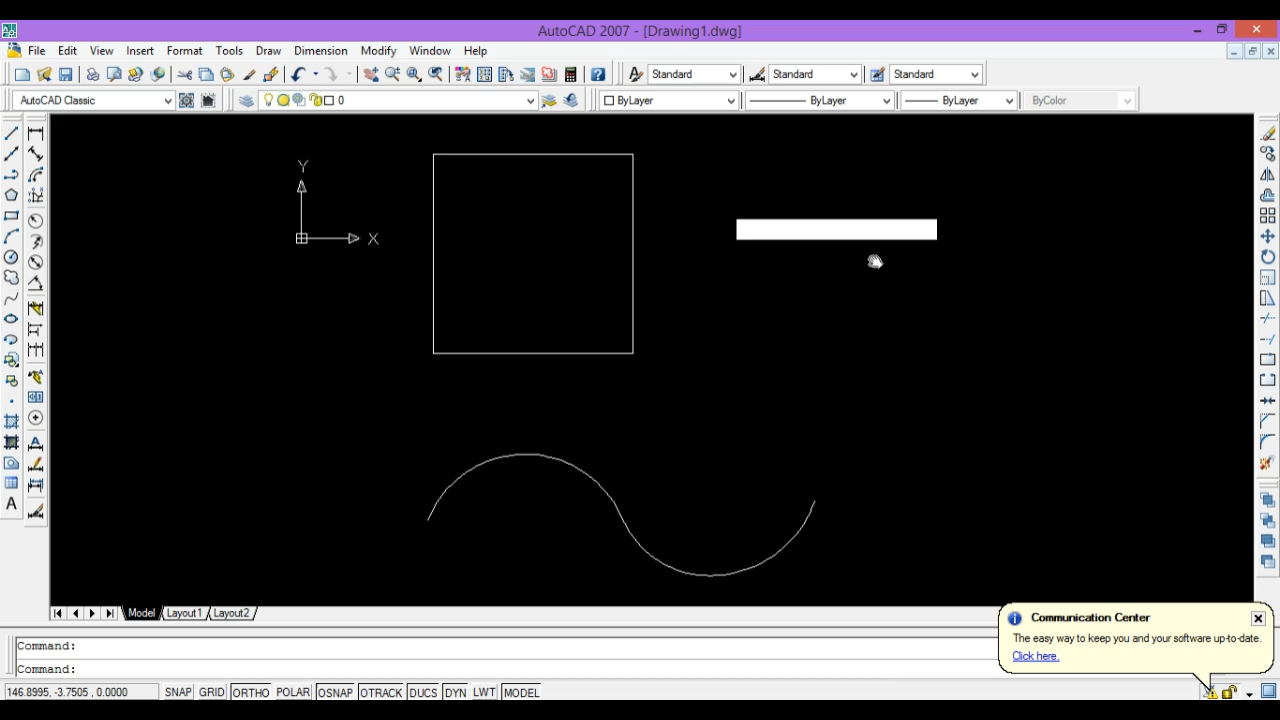 AutoCAD 2007 - [Drawing1.dwg]
File Edit View Insert Format Tools Draw Dimension Modify Window Help
Standard Standard Standard
AutoCAD Classic 0 ByLayer ByLayer ByLayer ByColor
Y
X
A
Model Layout1 Layout2
Communication Center
The easy way to keep you and your software up-to-date.
Click here.
Command:
Command:
146.8995, -3.7505 , 0.0000 SNAP GRID ORTHO POLAR OSNAP OTRACK DUCS DYN LWT MODEL